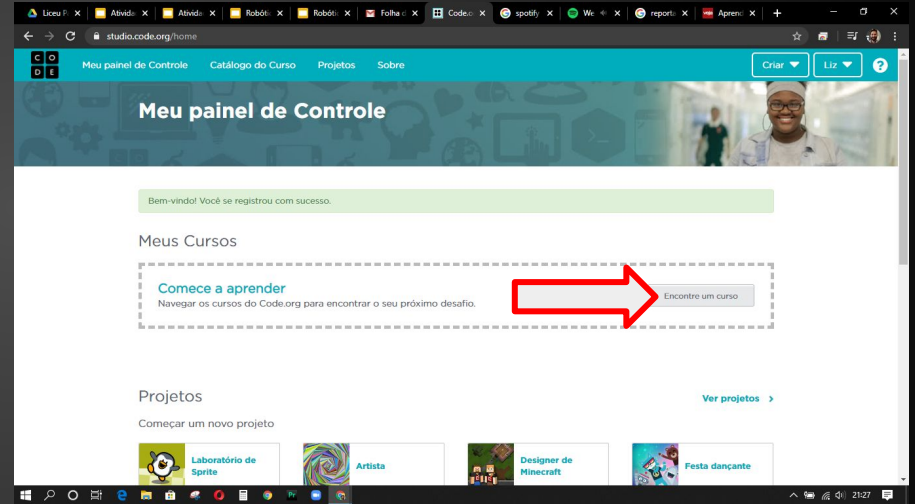 Liceu P
Ativida
Ativida
Robóti
Robóti
Folha d
Code.o
spotify
We
reporta
Aprend
studio.code.org/home
C O
D E
Meu painel de Controle
Catálogo do Curso
Projetos
Sobre
Criar
Liz
?
Meu painel de Controle
Bem-vindo! Você se registrou com sucesso.
Meus Cursos
Comece a aprender
Navegar os cursos do Code.org para encontrar o seu próximo desafio.
Encontre um curso
Projetos
Ver projetos
Começar um novo projeto
Laboratório de
Sprite
Artista
Designer de
Minecraft
Festa dançante
21:27